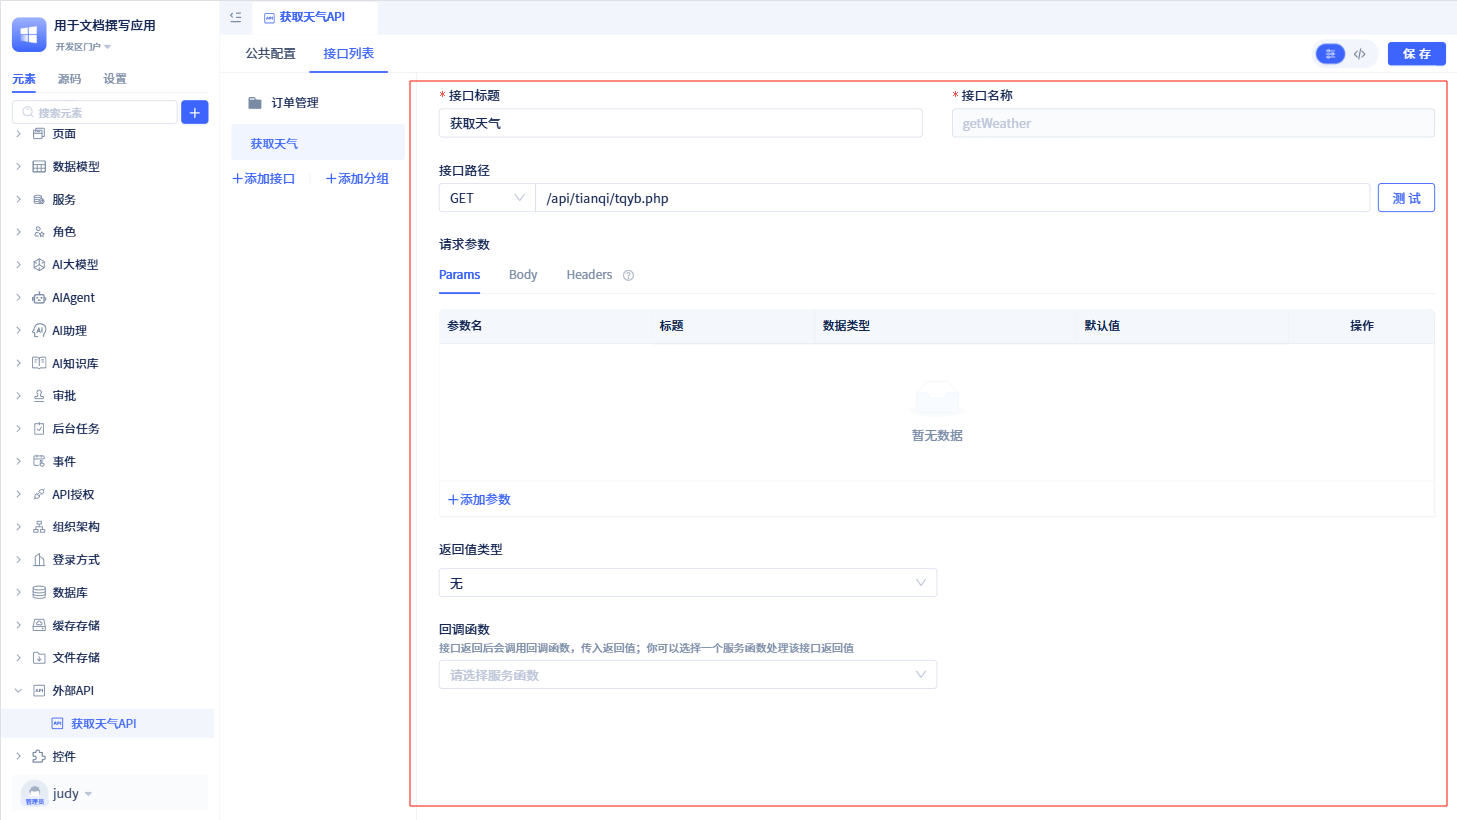 用于文档撰写应用
开发区门户
元素 源码 设置
搜索元素
页面
数据模型
服务
角色
AI大模型
AIAgent
AI助理
AI知识库
审批
后台任务
事件
API授权
组织架构
登录方式
数据库
缓存存储
文件存储
外部API
获取天气API
控件
管理员
judy
获取天气API
公共配置 接口列表
保 存
订单管理
获取天气
+添加接口 +添加分组
* 接口标题
获取天气
* 接口名称
getWeather
接口路径
GET /api/tianqi/tqyb.php 测 试
请求参数
Params Body Headers
参数名 标题 数据类型 默认值 操作
暂无数据
+添加参数
返回值类型
无
回调函数
接口返回后会调用回调函数，传入返回值；你可以选择一个服务函数处理该接口返回值
请选择服务函数